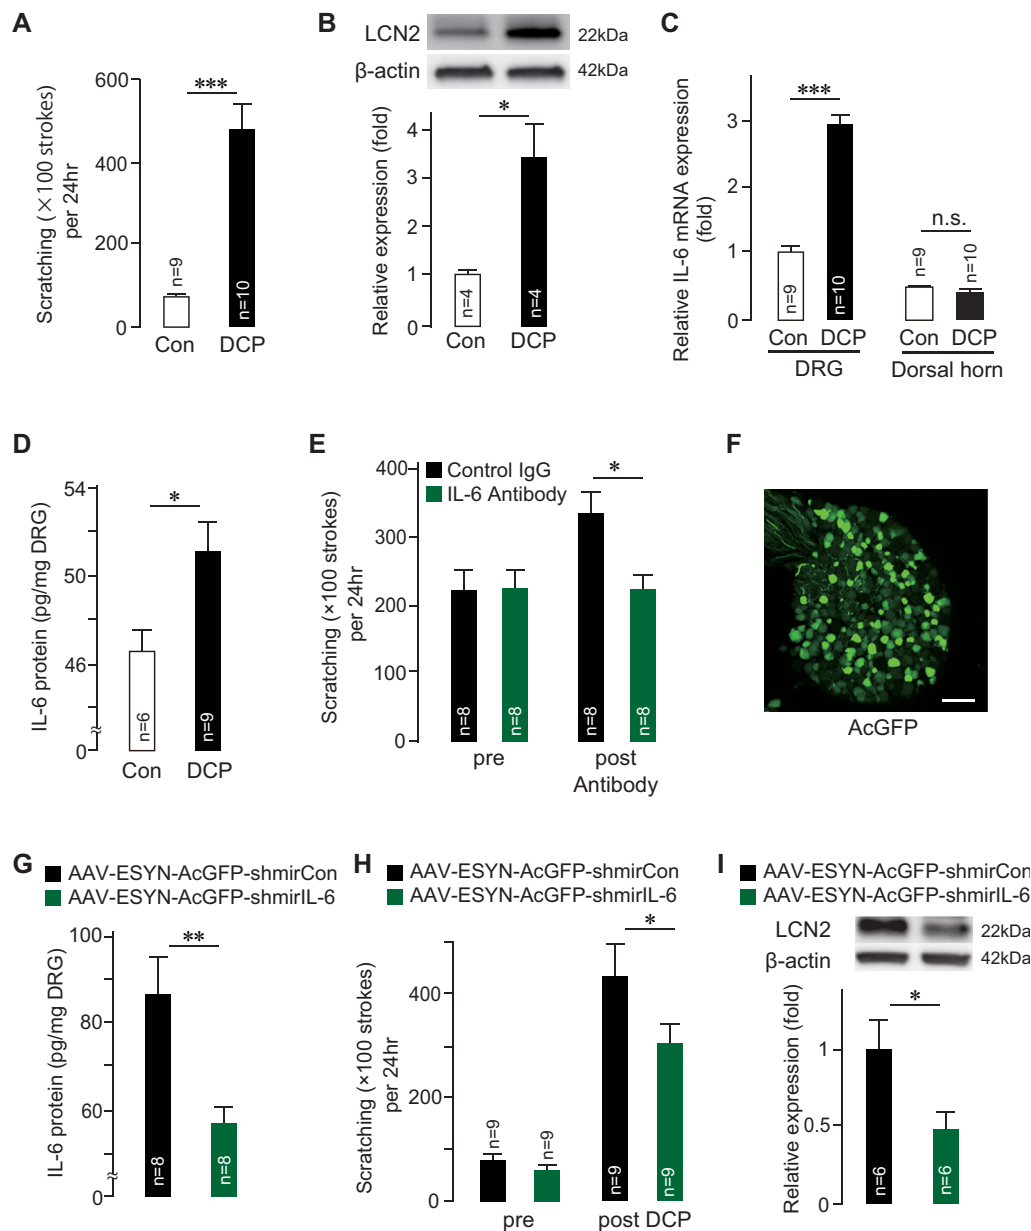 A
Scratching (×100 strokes)
per 24hr
600
400
200
0
***
n=9
n=10
Con
DCP
B
LCN2
22kDa
β-actin
42kDa
Relative expression (fold)
4
3
2
1
0
*
n=4
n=4
Con
DCP
C
Relative IL-6 mRNA expression
(fold)
3
2
1
0
***
n.s.
n=9
n=10
n=9
n=10
Con
DCP
Con
DCP
DRG
Dorsal horn
D
IL-6 protein (pg/mg DRG)
54
50
46
0
*
n=6
n=9
Con
DCP
E
Scratching (×100 strokes)
per 24hr
400
300
200
100
0
Control IgG
IL-6 Antibody
*
n=8
n=8
n=8
n=8
pre
post
Antibody
F
AcGFP
G
AAV-ESYN-AcGFP-shmirCon
AAV-ESYN-AcGFP-shmirIL-6
IL-6 protein (pg/mg DRG)
100
80
60
0
**
n=8
n=8
H
AAV-ESYN-AcGFP-shmirCon
AAV-ESYN-AcGFP-shmirIL-6
Scratching (×100 strokes)
per 24hr
400
200
0
*
n=9
n=9
n=9
n=9
pre
post DCP
I
AAV-ESYN-AcGFP-shmirCon
AAV-ESYN-AcGFP-shmirIL-6
LCN2
22kDa
β-actin
42kDa
Relative expression (fold)
1
0.5
0
*
n=6
n=6